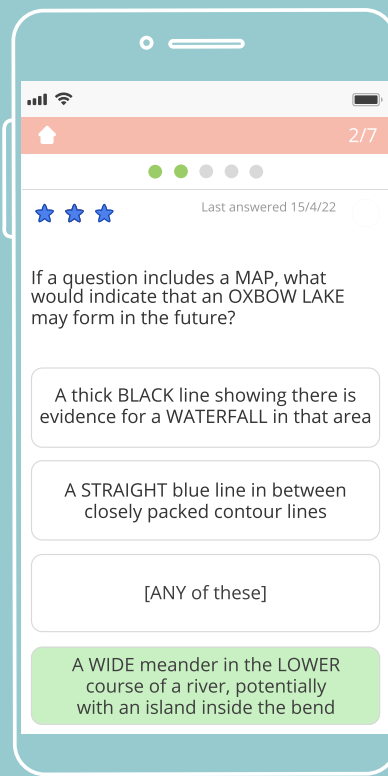 2/7
Last answered 15/4/22
If a question includes a MAP, what
would indicate that an OXBOW LAKE
may form in the future?
A thick BLACK line showing there is
evidence for a WATERFALL in that area
A STRAIGHT blue line in between
closely packed contour lines
[ANY of these]
A WIDE meander in the LOWER
course of a river, potentially
with an island inside the bend